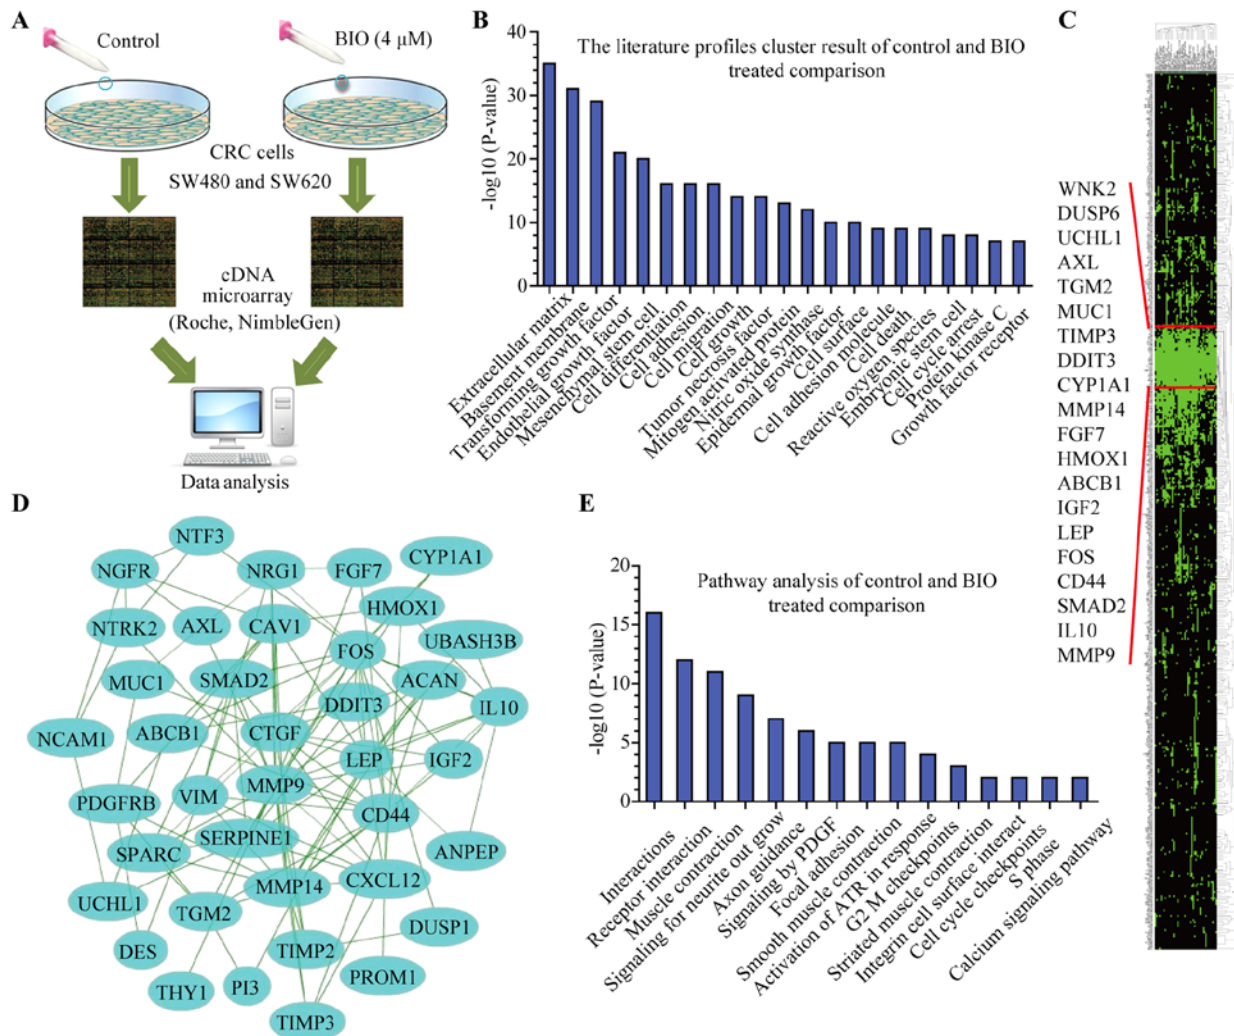 A
Control
BIO (4 μM)
CRC cells
SW480 and SW620
cDNA
microarray
(Roche, NimbleGen)
Data analysis
B
The literature profiles cluster result of control and BIO
treated comparison
-log10 (P-value)
40
30
20
10
0
Extracellular matrix
Basement membrane
Transforming growth factor
Endothelial growth factor
Mesenchymal stem cell
Cell differentiation
Cell adhesion
Cell migration
Cell growth
Tumor necrosis factor
Mitogen activated protein
Nitric oxide synthase
Epidermal growth factor
Cell surface
Cell adhesion molecule
Cell death
Reactive oxygen species
Embryonic stem cell
Cell cycle arrest
Protein kinase C
Growth factor receptor
C
WNK2
DUSP6
UCHL1
AXL
TGM2
MUC1
TIMP3
DDIT3
CYP1A1
MMP14
FGF7
HMOX1
ABCB1
IGF2
LEP
FOS
CD44
SMAD2
IL10
MMP9
D
NTF3
CYP1A1
NGFR
NRG1
FGF7
HMOX1
NTRK2
AXL
CAV1
UBASH3B
FOS
MUC1
SMAD2
ACAN
DDIT3
IL10
NCAM1
ABCB1
CTGF
LEP
IGF2
MMP9
PDGFRB
VIM
CD44
SERPINE1
SPARC
ANPEP
MMP14
CXCL12
UCHL1
TGM2
DUSP1
DES
TIMP2
PROM1
THY1
PI3
TIMP3
E
Pathway analysis of control and BIO
treated comparison
-log10 (P-value)
20
15
10
5
0
Interactions
Receptor interaction
Muscle contraction
Signaling for neurite out grow
Axon guidance
Signaling by PDGF
Focal adhesion
Smooth muscle contraction
Activation of ATR in response
G2 M checkpoints
Striated muscle contraction
Integrin cell surface interact
Cell cycle checkpoints
S phase
Calcium signaling pathway